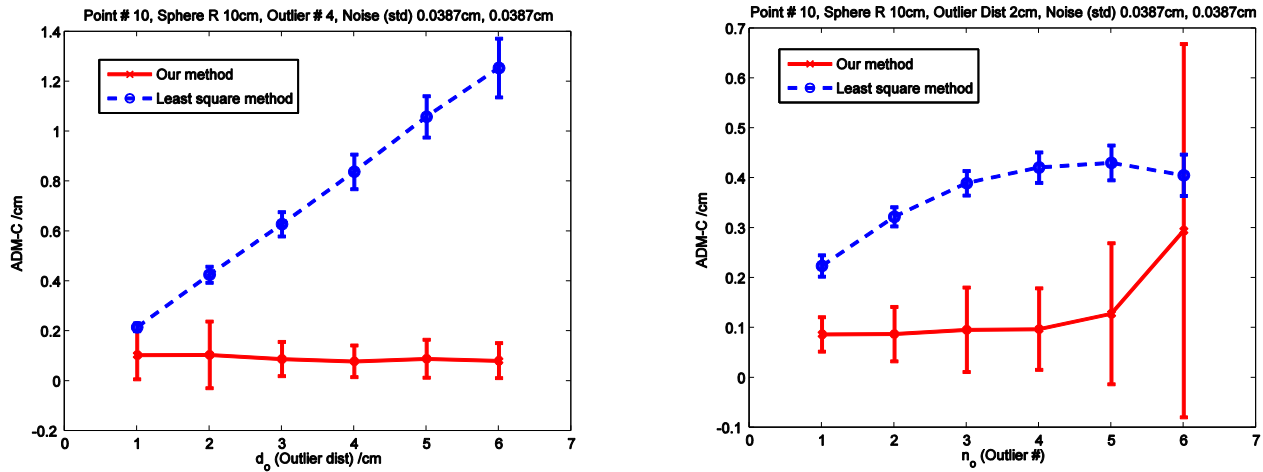 Point # 10, Sphere R 10cm, Outlier # 4, Noise (std) 0.0387cm, 0.0387cm
1.4
1.2
1
0.8
0.6
0.4
0.2
0
-0.2
ADM-C /cm
Our method
Least square method
0 1 2 3 4 5 6 7
d_o (Outlier dist) /cm
Point # 10, Sphere R 10cm, Outlier Dist 2cm, Noise (std) 0.0387cm, 0.0387cm
0.7
0.6
0.5
0.4
0.3
0.2
0.1
0
-0.1
ADM-C /cm
Our method
Least square method
0 1 2 3 4 5 6 7
n_o (Outlier #)